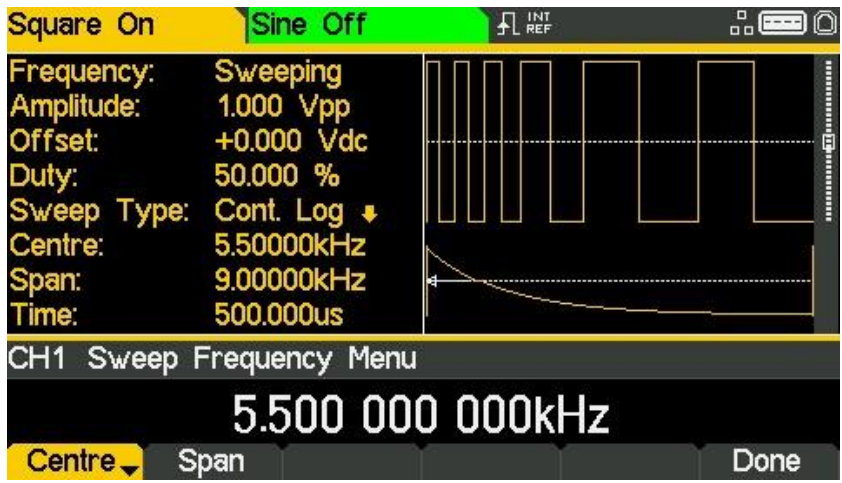 Square On Sine Off INT REF
Frequency: Sweeping
Amplitude: 1.000 Vpp
Offset: +0.000 Vdc
Duty: 50.000 %
Sweep Type: Cont. Log
Centre: 5.50000kHz
Span: 9.00000kHz
Time: 500.000us
CH1 Sweep Frequency Menu
5.500 000 000kHz
Centre Span Done